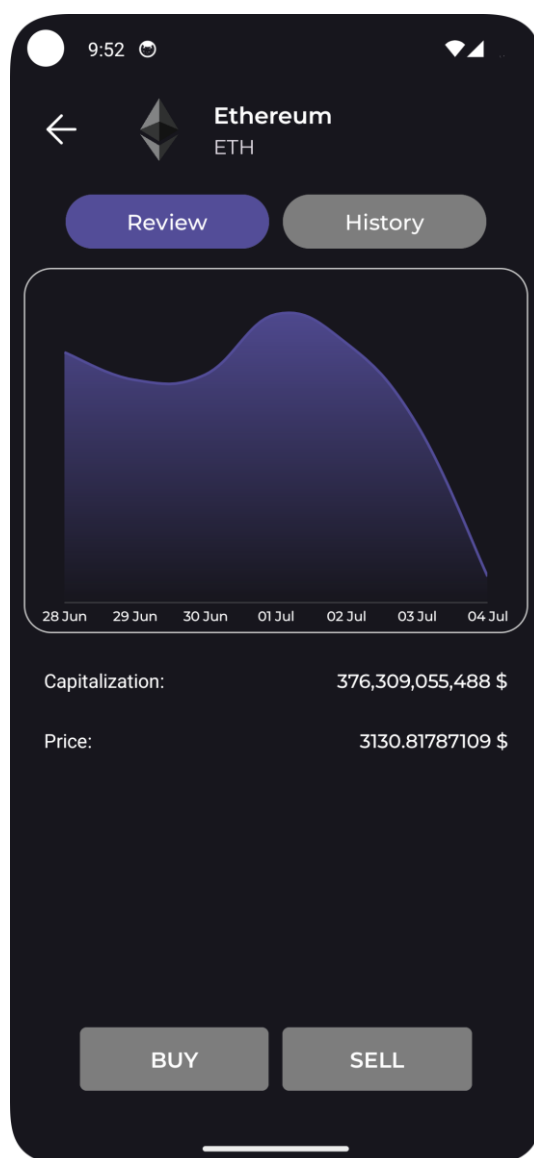 9:52
Ethereum
ETH
Review History
28 Jun 29 Jun 30 Jun 01 Jul 02 Jul 03 Jul 04 Jul
Capitalization: 376,309,055,488 $
Price: 3130.81787109 $
BUY SELL